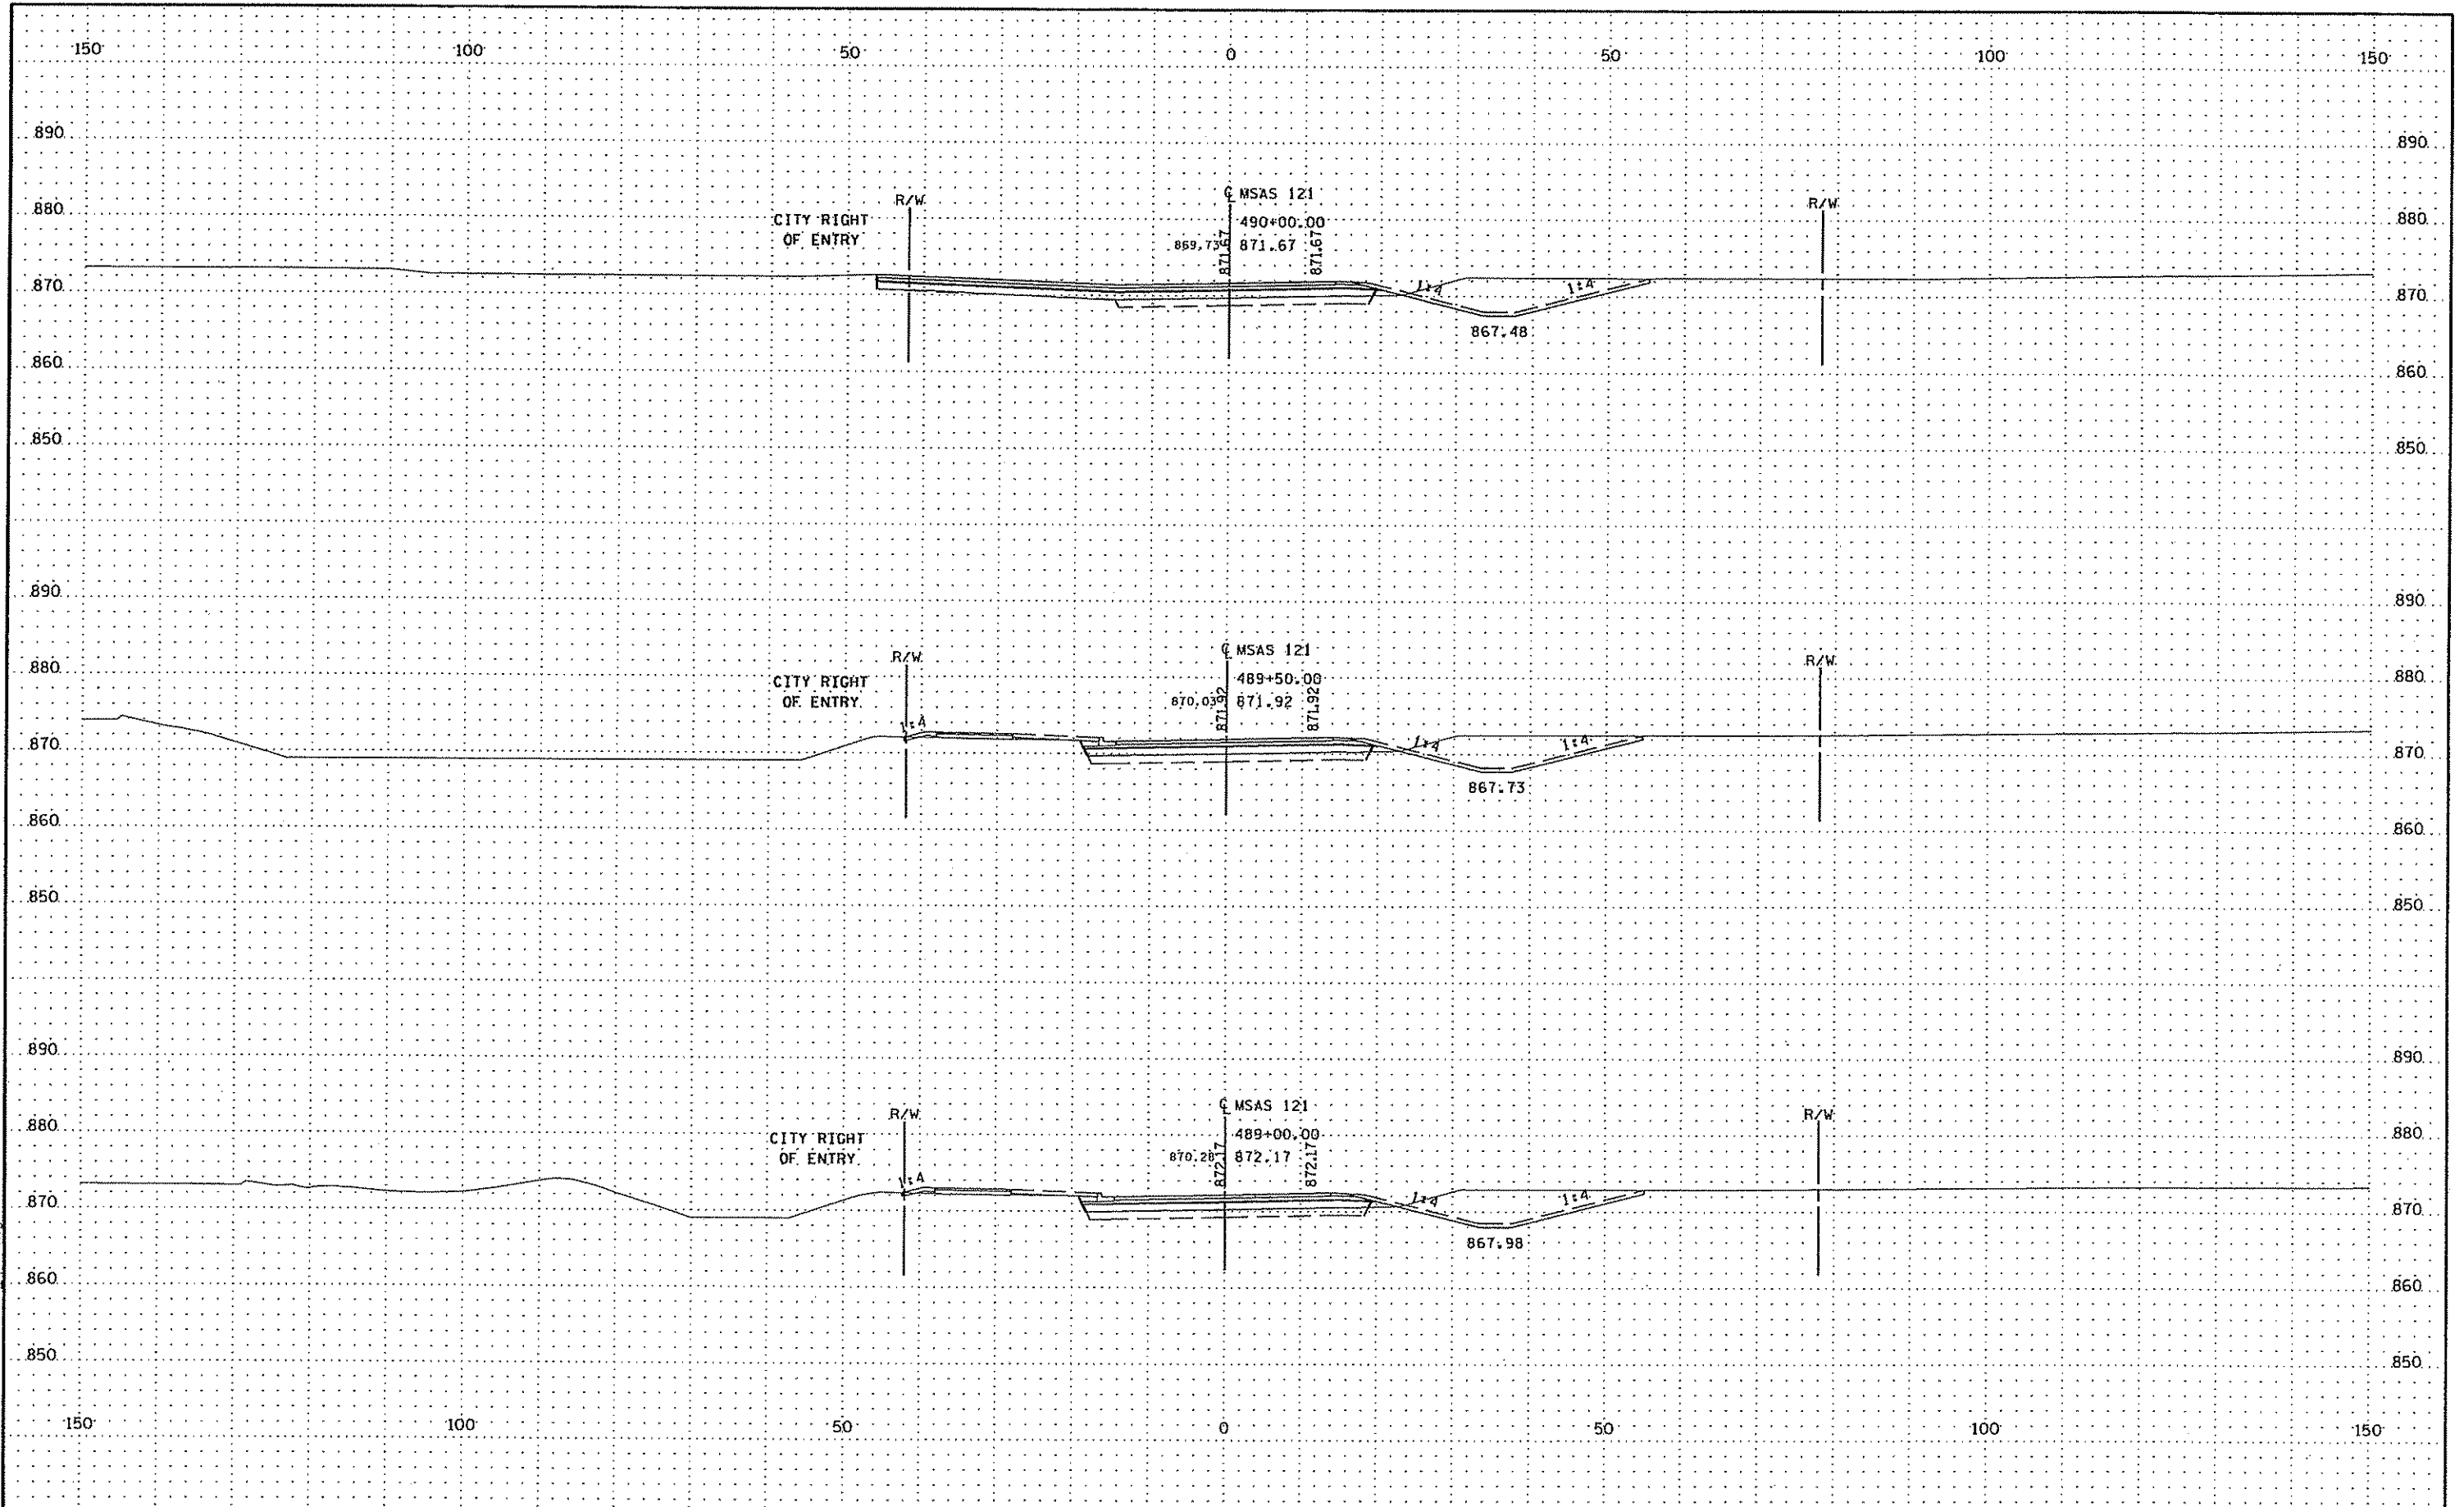 150 100 50 0 50 100 150
890 890
R/W ℄ MSAS 121 R/W
880 CITY RIGHT 490+00.00 880
OF ENTRY 869.73 871.67 871.67 871.67
870 1:4 1:4 870
867.48
860 860
850 850
890 890
R/W ℄ MSAS 121 R/W
880 CITY RIGHT 489+50.00 880
OF ENTRY 870.03 871.92 871.92 871.92
1:4
870 1:4 1:4 870
867.73
860 860
850 850
890 890
R/W ℄ MSAS 121 R/W
880 CITY RIGHT 489+00.00 880
OF ENTRY 870.28 872.17 872.17 872.17
1:4
870 1:4 1:4 870
867.98
860 860
850 850
150 100 50 0 50 100 150